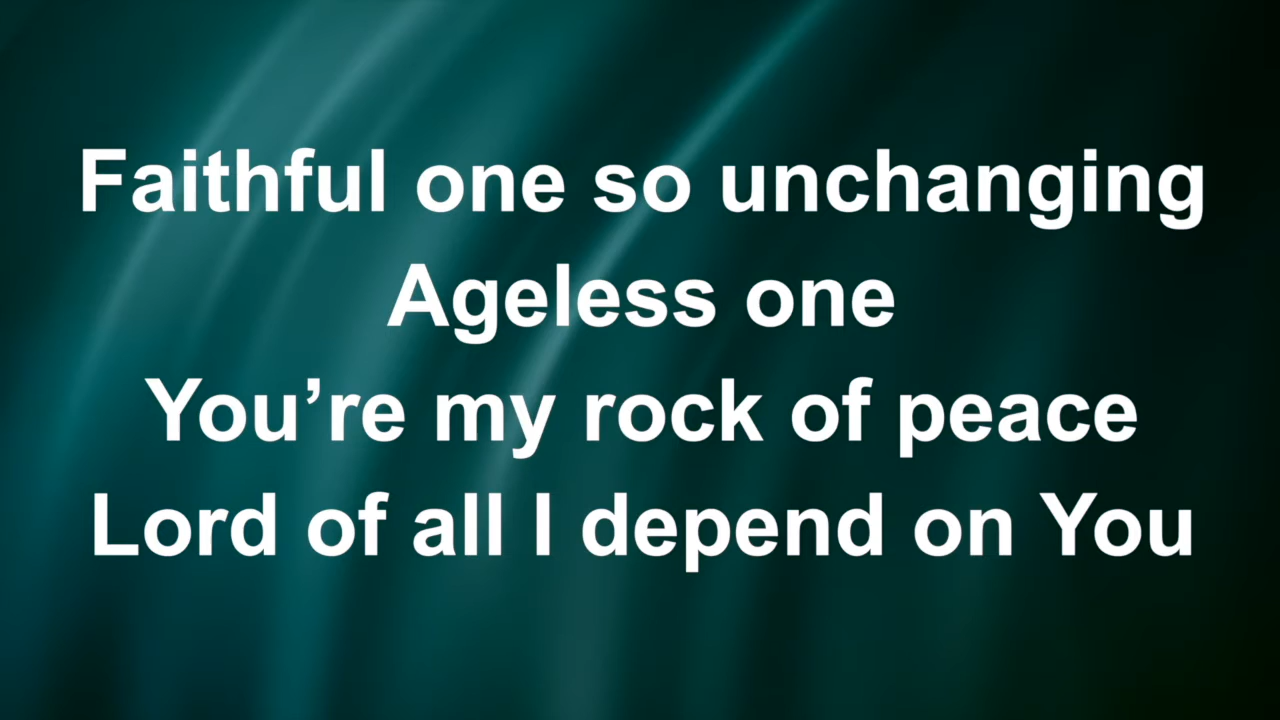 Faithful one so unchanging
Ageless one
You’re my rock of peace
Lord of all I depend on You